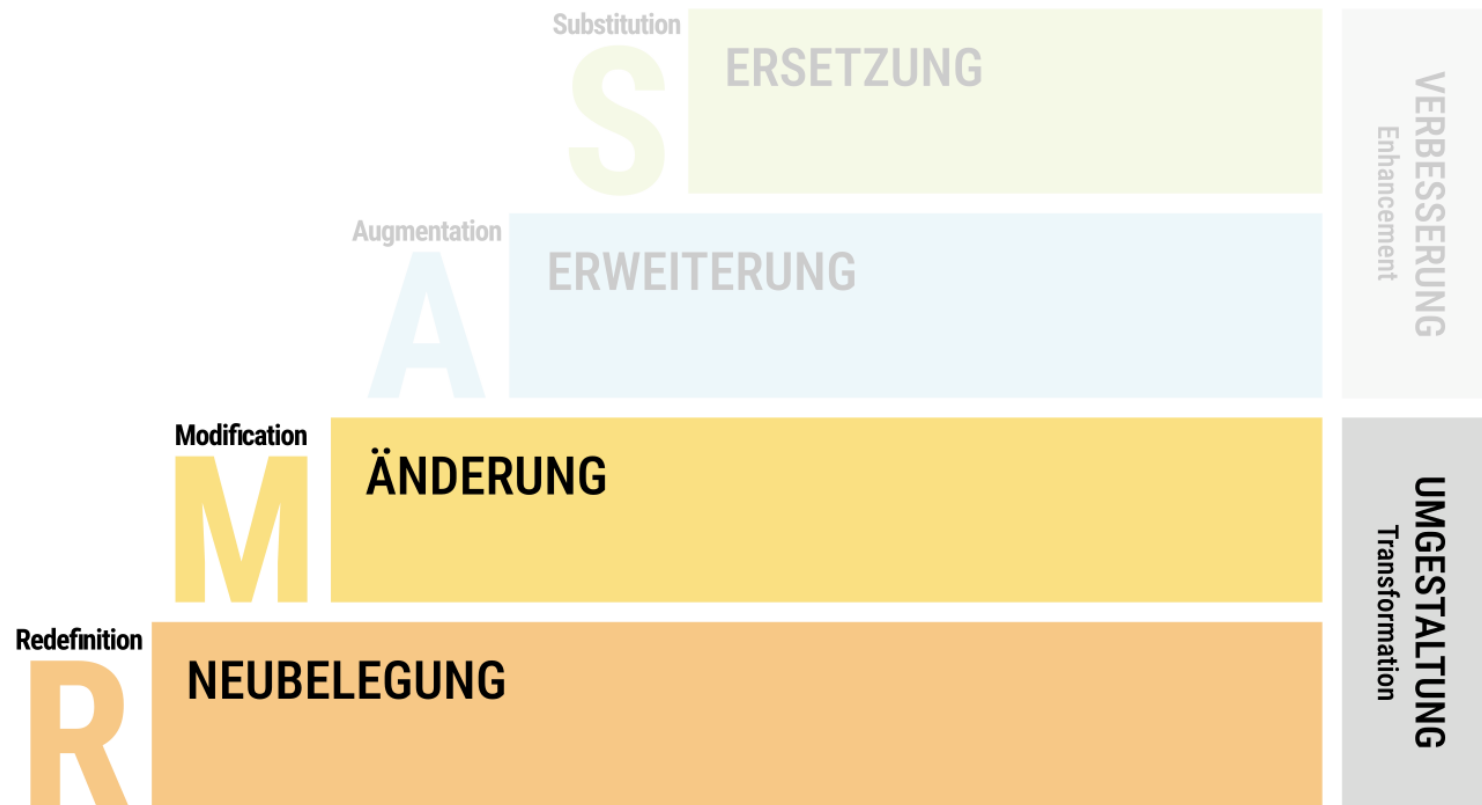 Substitution
S
ERSETZUNG
Augmentation
A
ERWEITERUNG
VERBESSERUNG
Enhancement
Modification
M
ÄNDERUNG
Redefinition
R
NEUBELEGUNG
UMGESTALTUNG
Transformation